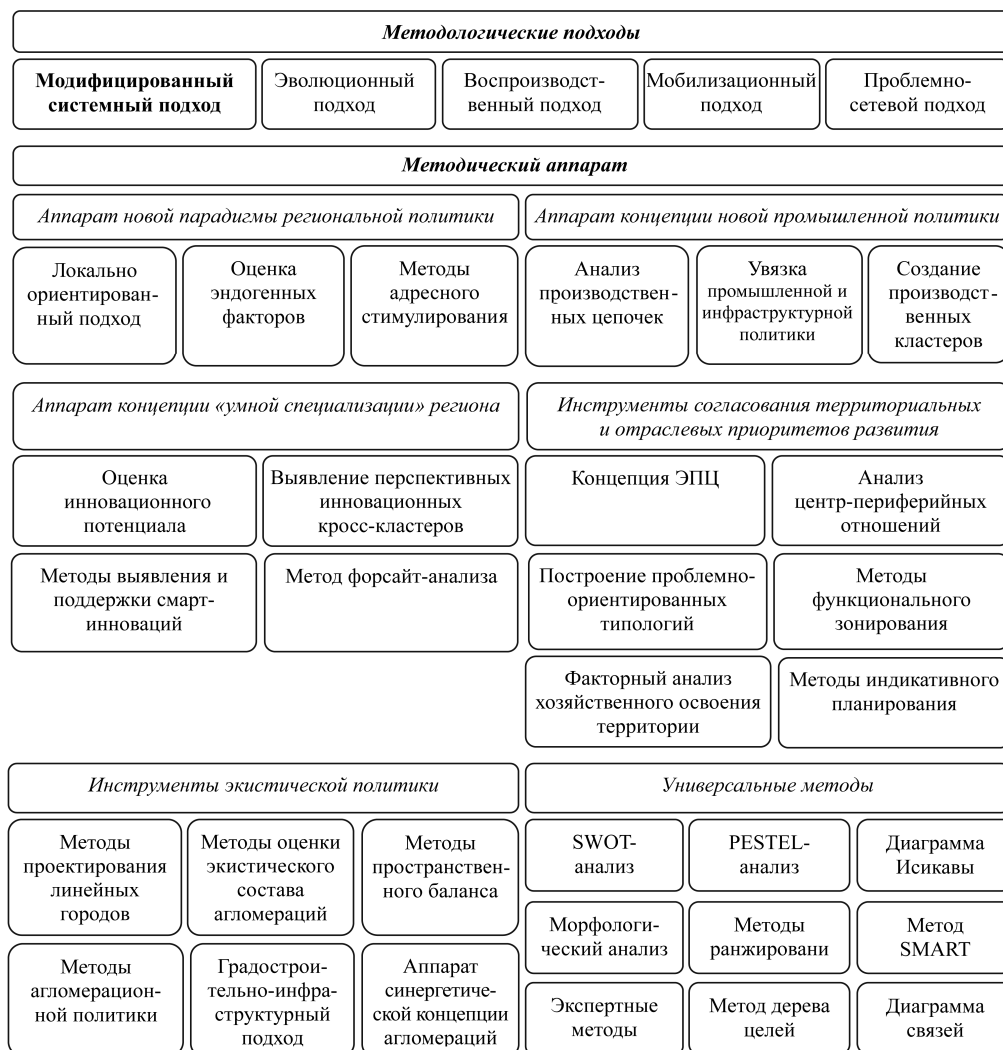 Методологические подходы
Модифицированный
системный подход
Эволюционный
подход
Воспроизводст-
венный подход
Мобилизационный
подход
Проблемно-
сетевой подход
Методический аппарат
Аппарат новой парадигмы региональной политики
Аппарат концепции новой промышленной политики
Локально
ориентирован-
ный подход
Оценка
эндогенных
факторов
Методы
адресного
стимулирования
Анализ
производствен-
ных цепочек
Увязка
промышленной и
инфраструктурной
политики
Создание
производст-
венных
кластеров
Аппарат концепции «умной специализации» региона
Инструменты согласования территориальных
и отраслевых приоритетов развития
Оценка
инновационного
потенциала
Выявление перспективных
инновационных
кросс-кластеров
Концепция ЭПЦ
Анализ
центр-периферийных
отношений
Методы выявления и
поддержки смарт-
инноваций
Метод форсайт-анализа
Построение проблемно-
ориентированных
типологий
Методы
функционального
зонирования
Факторный анализ
хозяйственного освоения
территории
Методы индикативного
планирования
Инструменты экистической политики
Универсальные методы
Методы
проектирования
линейных
городов
Методы оценки
экистического
состава
агломераций
Методы
пространствен-
ного баланса
SWOT-
анализ
PESTEL-
анализ
Диаграмма
Исикавы
Морфологи-
ческий анализ
Методы
ранжировани
Метод
SMART
Методы
агломерацион-
ной политики
Градострои-
тельно-инфра-
структурный
подход
Аппарат
синергетиче-
ской концепции
агломераций
Экспертные
методы
Метод дерева
целей
Диаграмма
связей